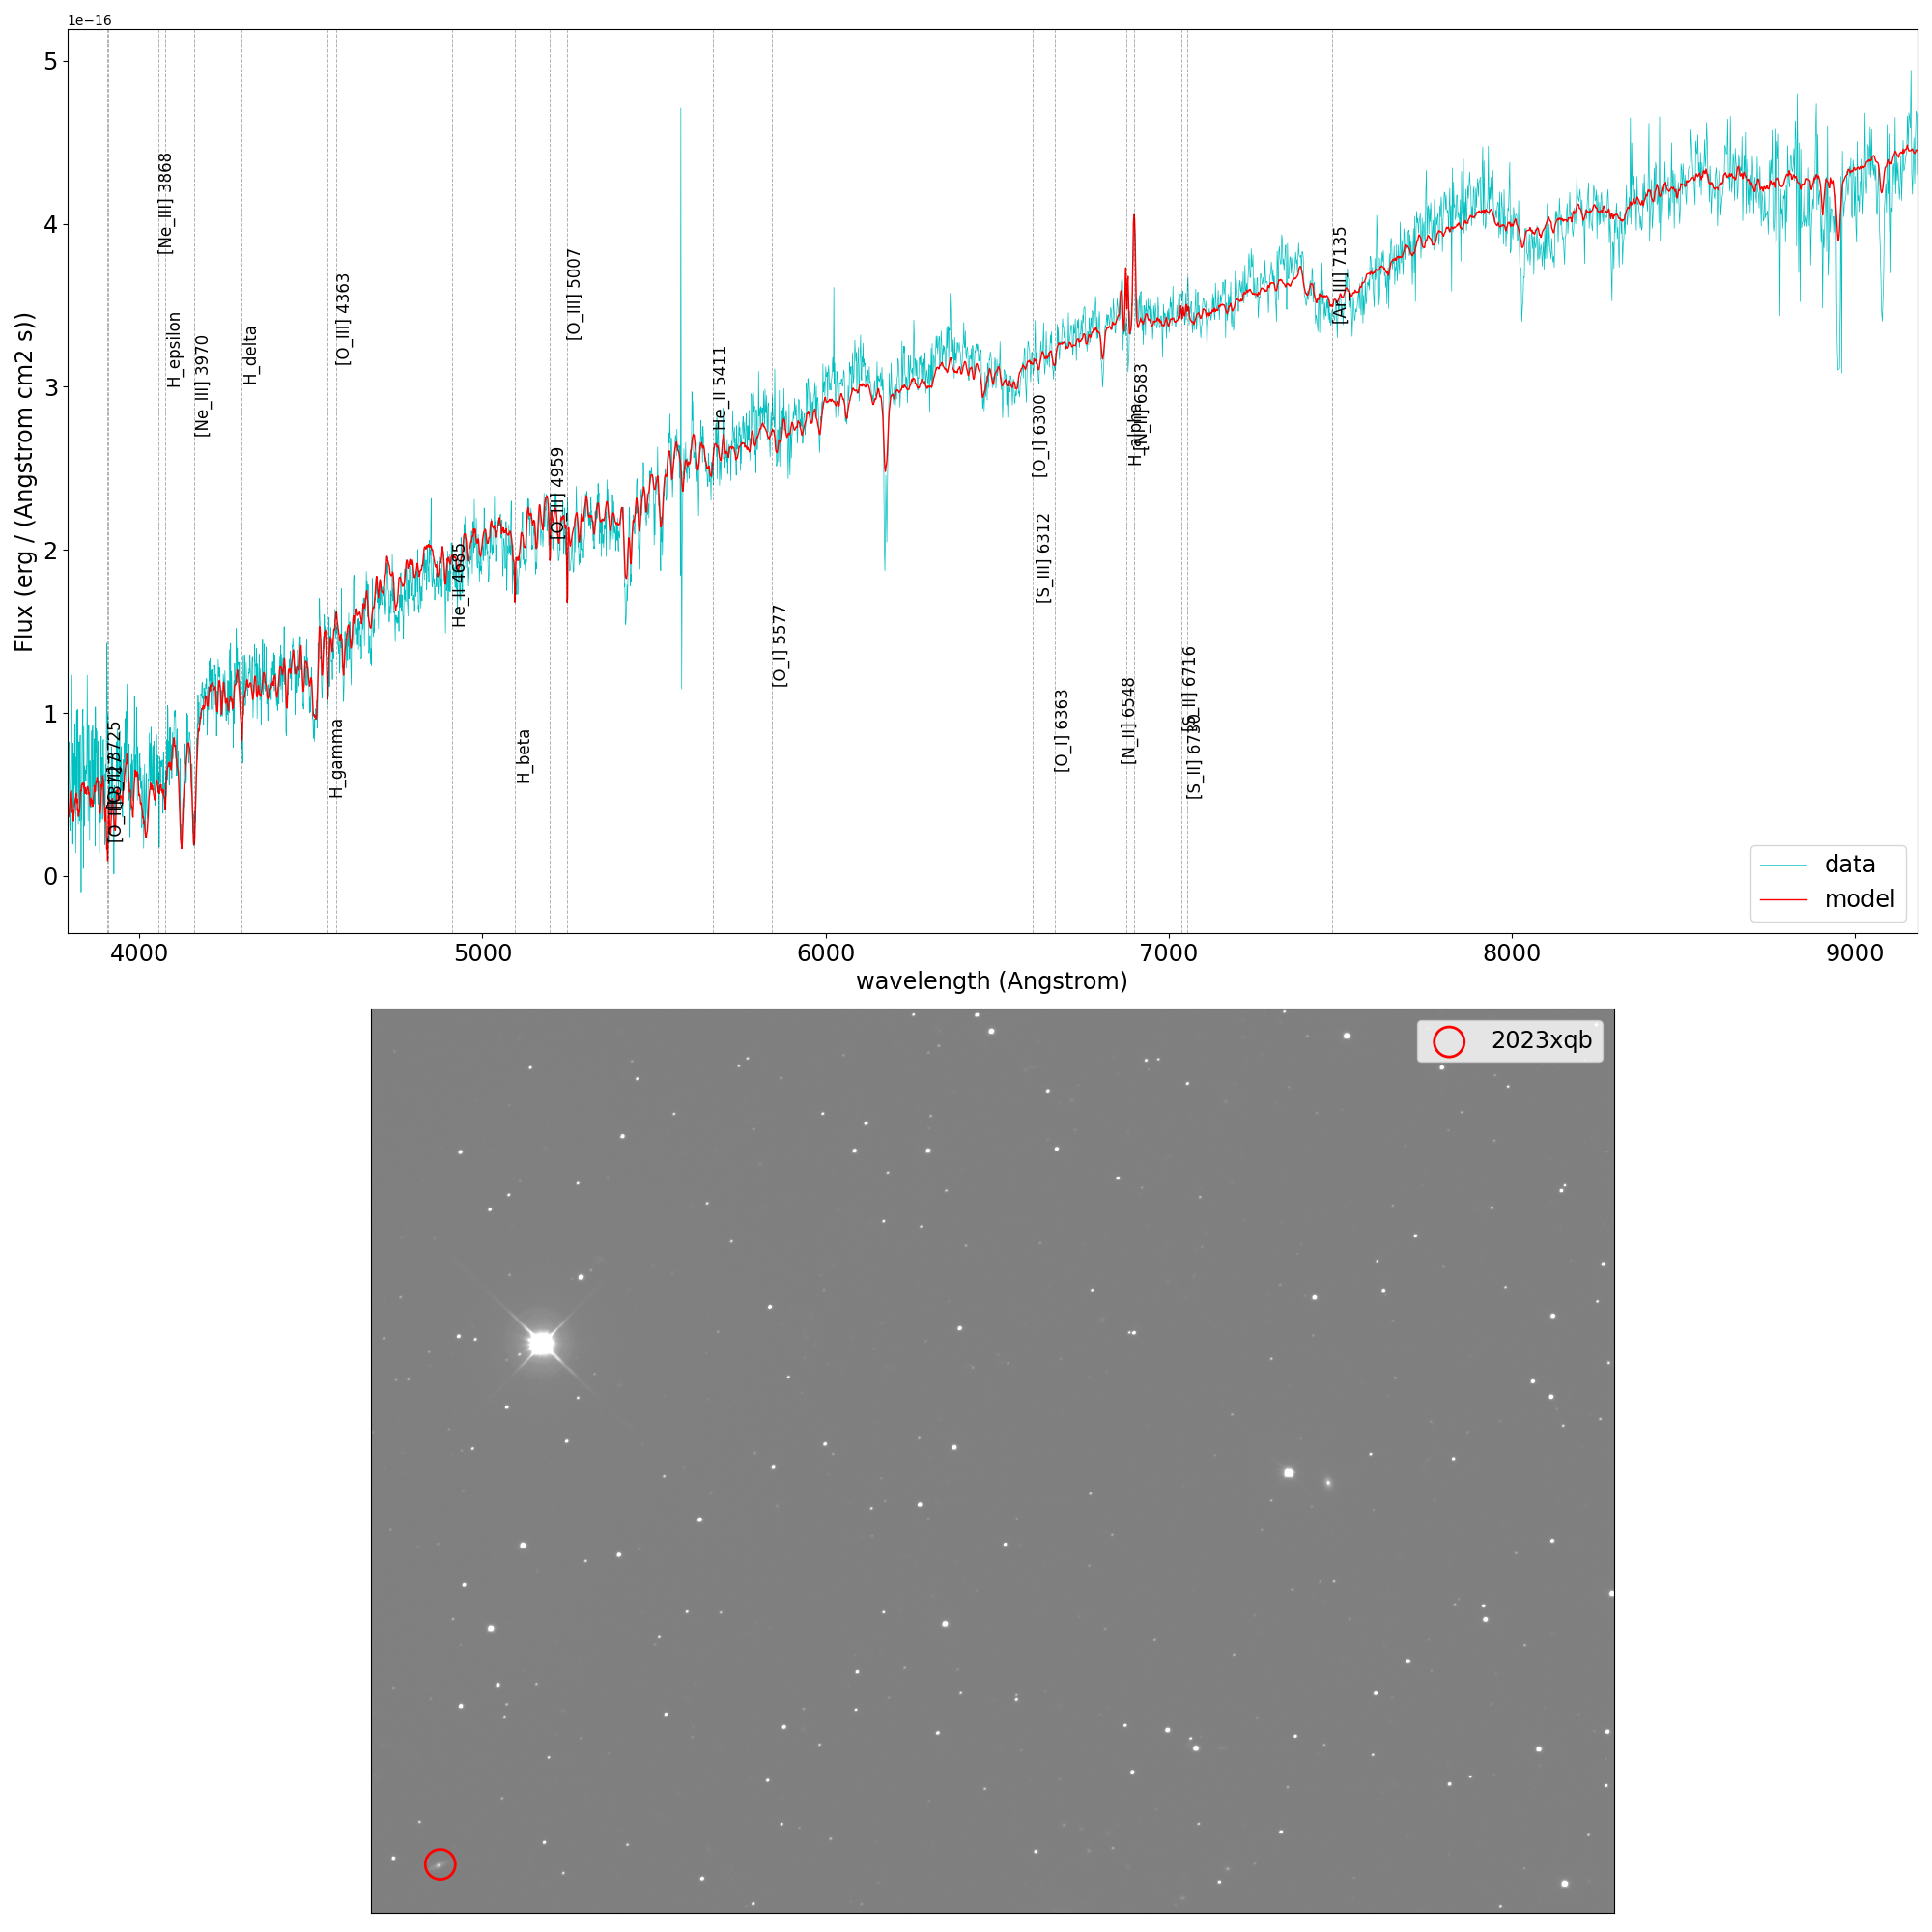 1e−16
Flux (erg / (Angstrom cm2 s))
5
4
3
2
1
0
[Ne_III] 3868
H_epsilon
[Ne_III] 3970
H_delta
[O_III] 4363
H_gamma
He_II 4685
H_beta
[O_III] 4959
[O_III] 5007
He_II 5411
[O_I] 5577
[O_I] 6300
[S_III] 6312
[O_I] 6363
[N_II] 6548
H_alpha
[N_II] 6583
[S_II] 6716
[S_II] 6730
[Ar_III] 7135
data
model
4000 5000 6000 7000 8000 9000
wavelength (Angstrom)
2023xqb